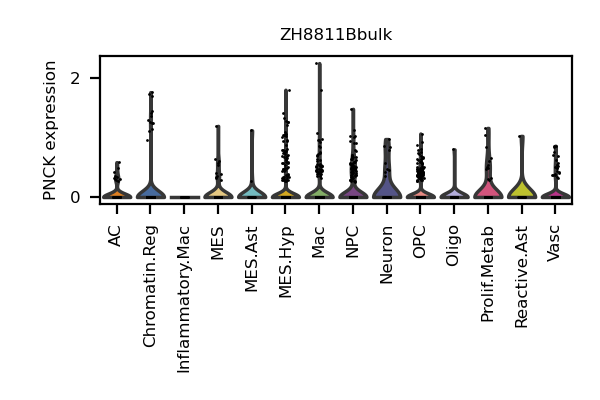 ZH8811Bbulk
PNCK expression
2
0
AC
Chromatin.Reg
Inflammatory.Mac
MES
MES.Ast
MES.Hyp
Mac
NPC
Neuron
OPC
Oligo
Prolif.Metab
Reactive.Ast
Vasc